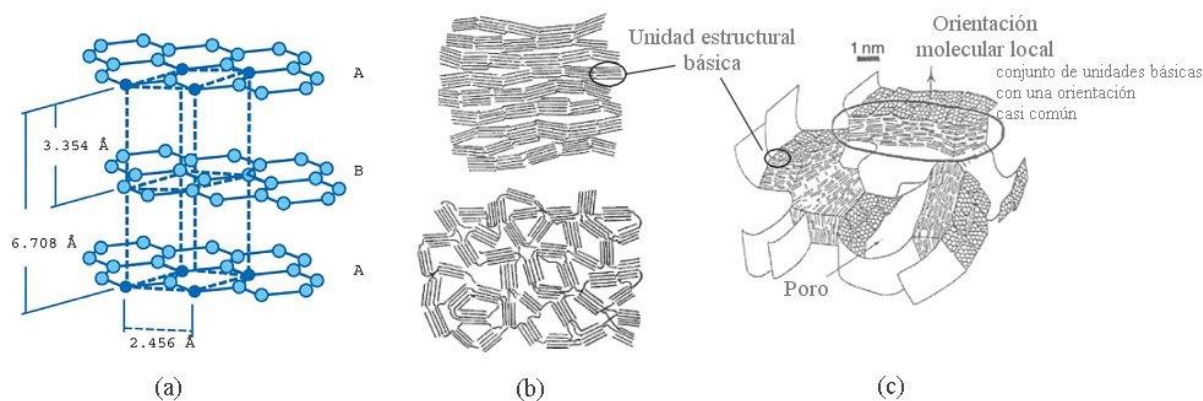 A
3.354 Å
B
6.708 Å
A
2.456 Å
(a)
Unidad estructural
básica
(b)
1 nm
Orientación
molecular local
conjunto de unidades básicas
con una orientación
casi común
Poro
(c)